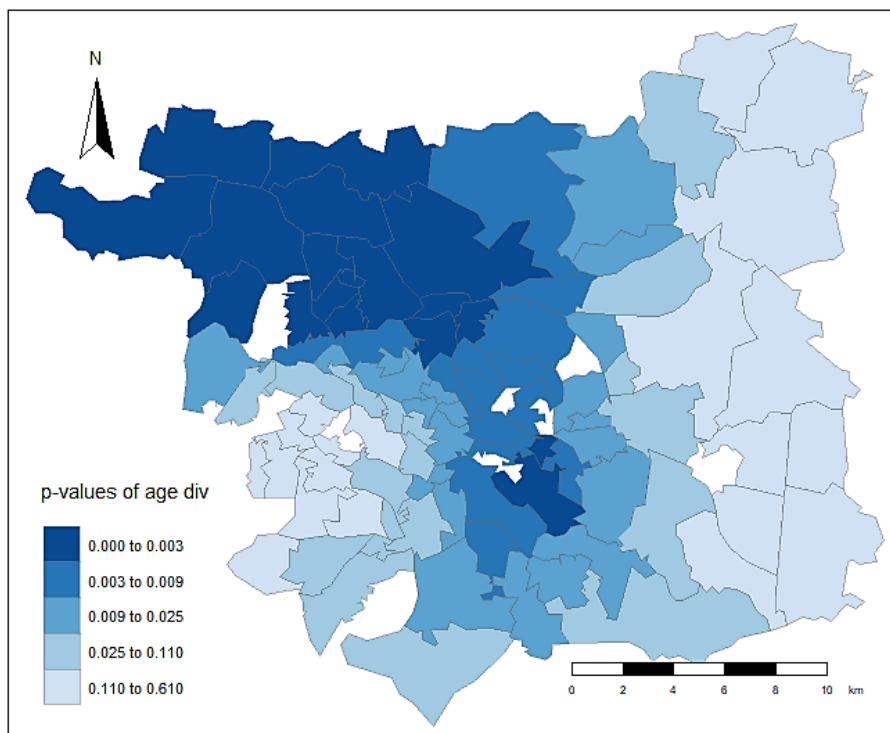 N
p-values of age div
0.000 to 0.003
0.003 to 0.009
0.009 to 0.025
0.025 to 0.110
0.110 to 0.610
0 2 4 6 8 10 km